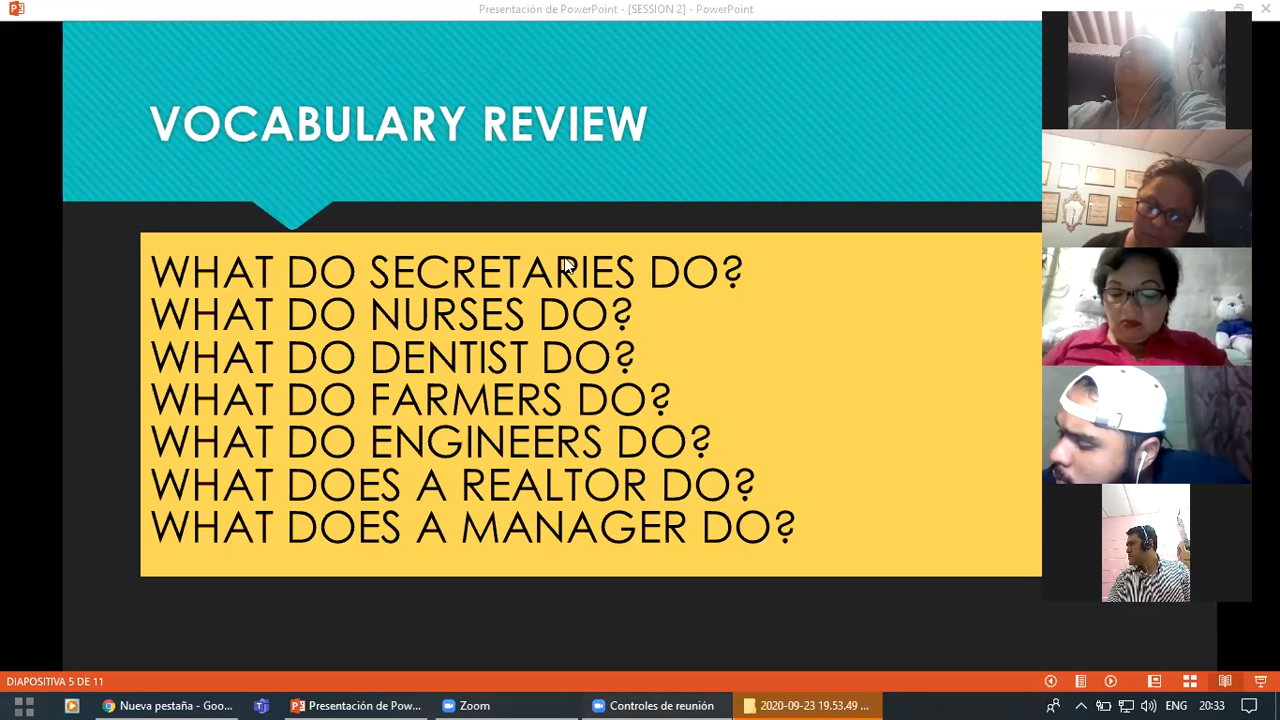 Presentación de PowerPoint - [SESSION 2] - PowerPoint
VOCABULARY REVIEW
WHAT DO SECRETARIES DO?
WHAT DO NURSES DO?
WHAT DO DENTIST DO?
WHAT DO FARMERS DO?
WHAT DO ENGINEERS DO?
WHAT DOES A REALTOR DO?
WHAT DOES A MANAGER DO?
DIAPOSITIVA 5 DE 11
Nueva pestaña - Goo...
Presentación de Pow...
Zoom
Controles de reunión
2020-09-23 19.53.49 ...
ENG
20:33